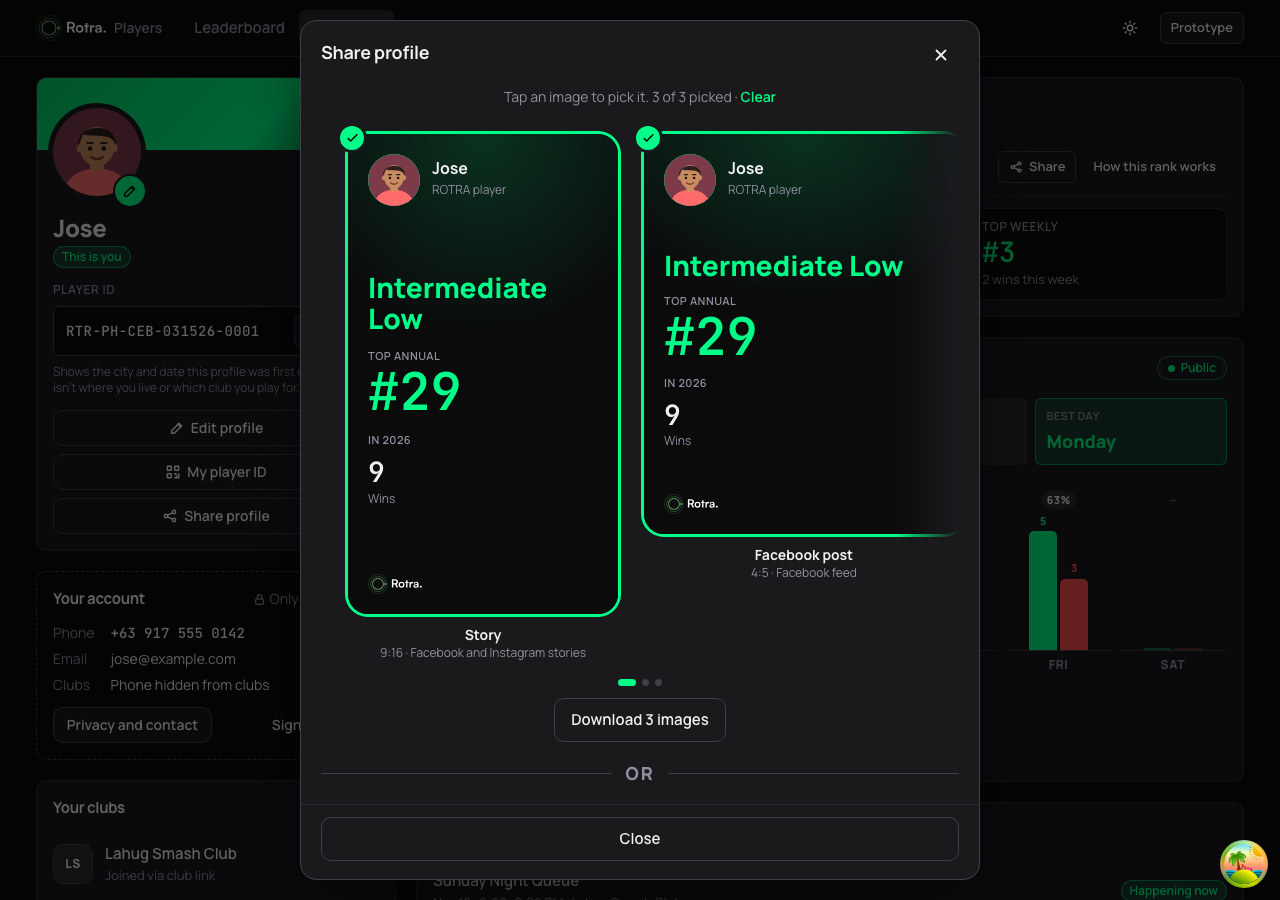 Rotra. Players
Leaderboard
Prototype
Share profile
Tap an image to pick it. 3 of 3 picked · Clear
Jose
ROTRA player
Intermediate
Low
TOP ANNUAL
#29
IN 2026
9
Wins
Rotra.
Story
9:16 · Facebook and Instagram stories
Jose
ROTRA player
Intermediate Low
TOP ANNUAL
#29
IN 2026
9
Wins
Rotra.
Facebook post
4:5 · Facebook feed
Download 3 images
OR
Close
Jose
This is you
PLAYER ID
RTR-PH-CEB-031526-0001
Shows the city and date this profile was first
isn't where you live or which club you play for.
Edit profile
My player ID
Share profile
Your account
Only
Phone +63 917 555 0142
Email jose@example.com
Clubs Phone hidden from clubs
Privacy and contact
Sign
Your clubs
LS
Lahug Smash Club
Joined via club link
Share
How this rank works
TOP WEEKLY
#3
2 wins this week
Public
BEST DAY
Monday
63%
–
5
3
FRI
SAT
Sunday Night Queue
Happening now